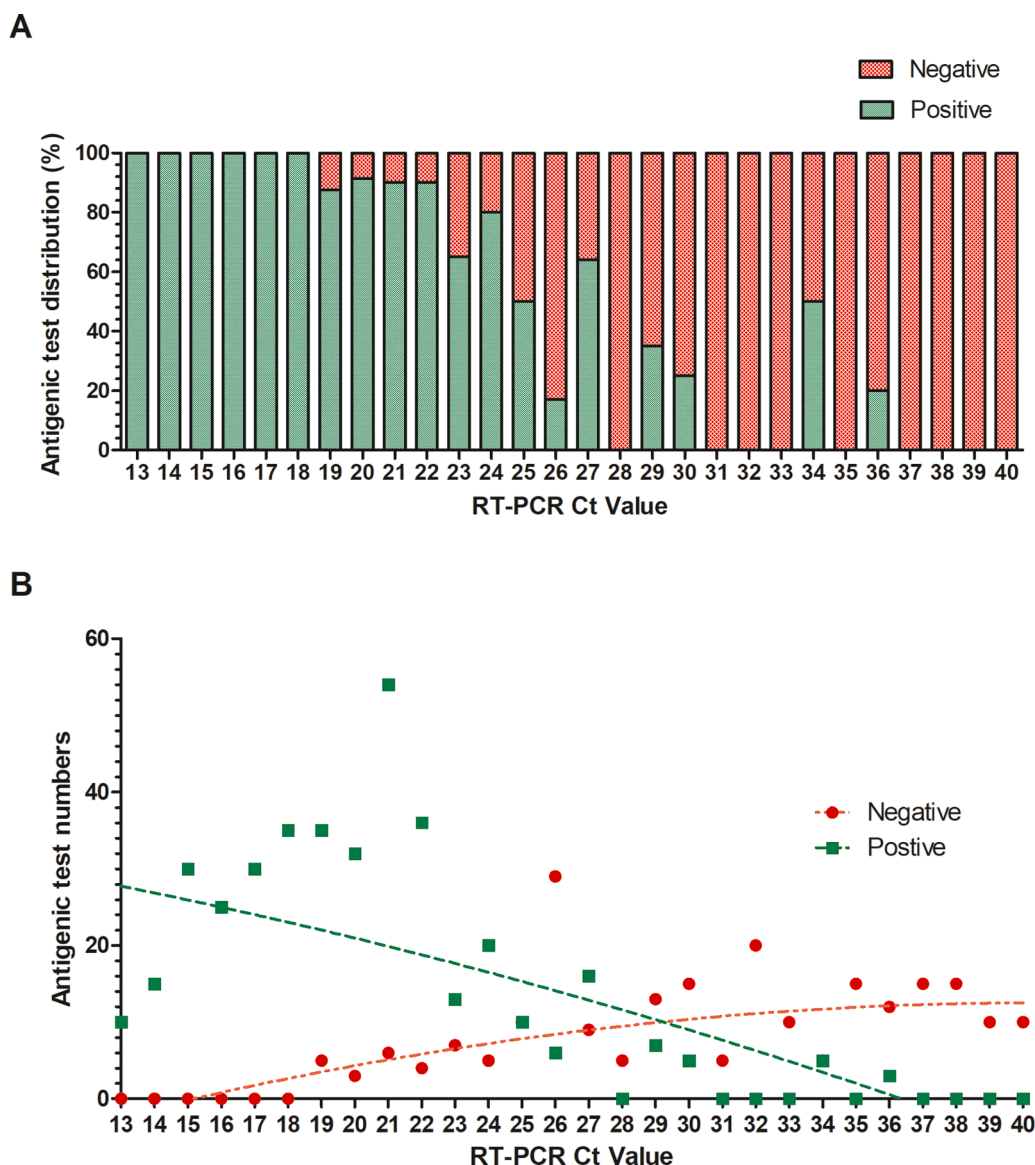 A
Negative
Positive
Antigenic test distribution (%)
100
80
60
40
20
0
13 14 15 16 17 18 19 20 21 22 23 24 25 26 27 28 29 30 31 32 33 34 35 36 37 38 39 40
RT-PCR Ct Value
B
Antigenic test numbers
60
40
20
0
Negative
Postive
13 14 15 16 17 18 19 20 21 22 23 24 25 26 27 28 29 30 31 32 33 34 35 36 37 38 39 40
RT-PCR Ct Value